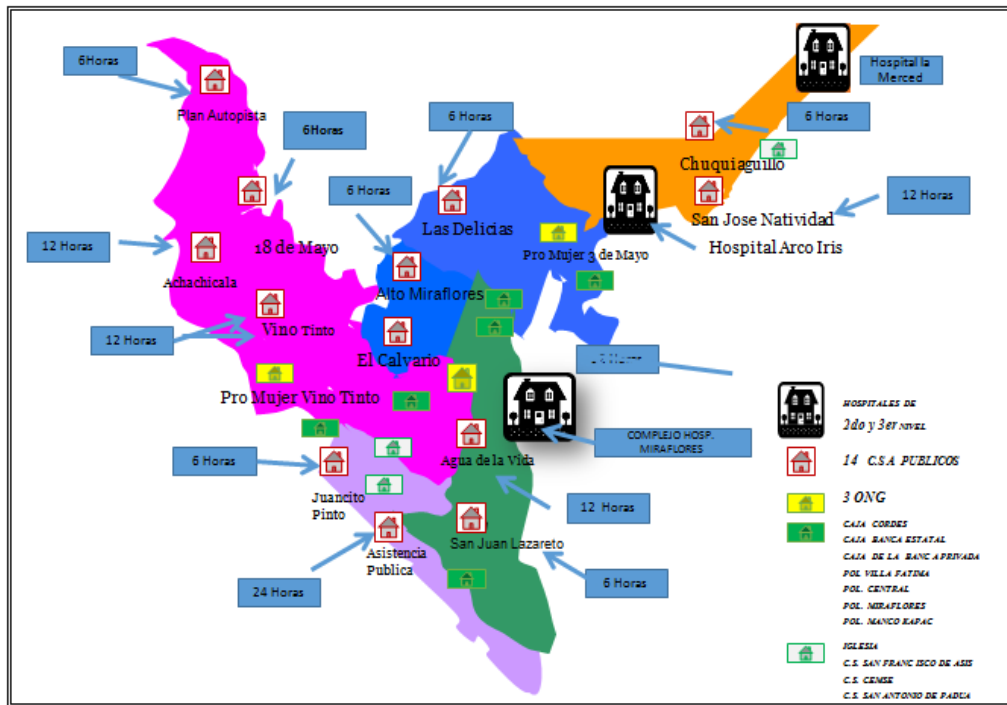 Hospital la
Merced
6Horas
Plan Autopista
6Horas
6 Horas
6 Horas
Chuquiaguillo
6 Horas
12 Horas
San Jose Natividad
Las Delicias
Hospital Arco Iris
12 Horas
18 de Mayo
Pro Mujer 3 de Mayo
Achachicala
Alto Miraflores
Vino Tinto
12 Horas
El Calvario
Pro Mujer Vino Tinto
HOSPITALES DE
2do y 3er NIVEL
COMPLEJO HOSP.
MIRAFLORES
6 Horas
Agua de la Vida
14 C.S.A PUBLICOS
Juancito
Pinto
12 Horas
3 ONG
Asistencia
Publica
San Juan Lazareto
24 Horas
6 Horas
CAJA CORDES
CAJA BANCA ESTATAL
CAJA DE LA BANCA PRIVADA
POL VILLA FATIMA
POL. CENTRAL
POL. MIRAFLORES
POL. MANCO KAPAC
IGLESIA
C.S. SAN FRANCISCO DE ASIS
C.S. CEMSE
C.S. SAN ANTONIO DE PADUA